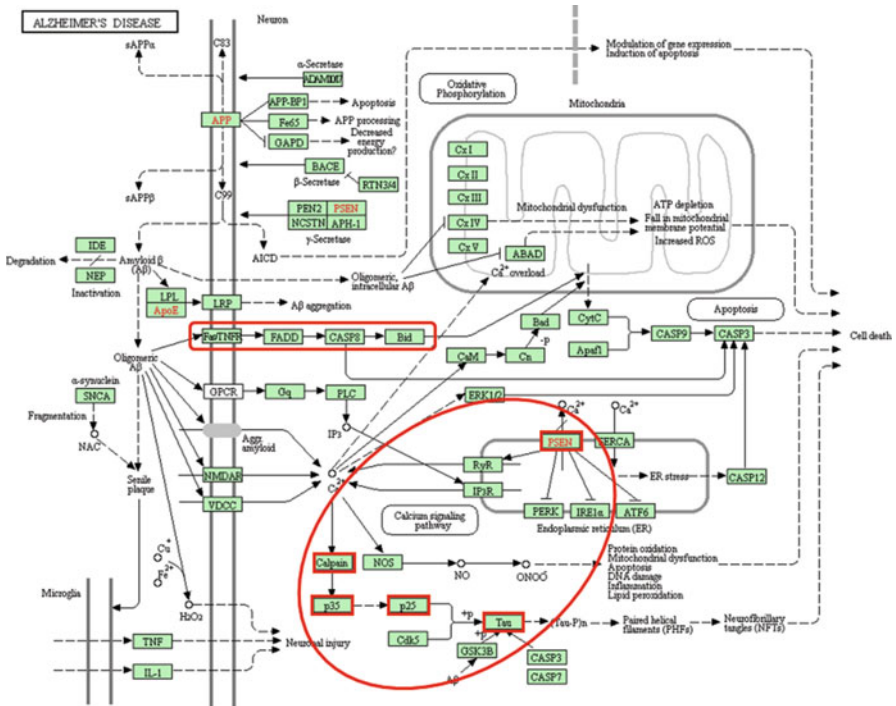 ALZHEIMER'S DISEASE
Neuron
sAPPα
C83
α-Secretase
ADAM10/17
APP
APP-BP1
Apoptosis
Fe65
APP processing
GAPD
Decreased
energy
production?
BACE
β-Secretase
RTN3/4
sAPPβ
C99
PEN2
PSEN
NCSTN
APH-1
γ-Secretase
AICD
Modulation of gene expression
Induction of apoptosis
Oxidative
Phosphorylation
Mitochondria
Cx I
Cx II
Cx III
Cx IV
Cx V
Mitochondrial dysfunction
ABAD
ATP depletion
Fall in mitochondrial
membrane potential
Increased ROS
Ca2+ overload
IDE
Degradation
NEP
Inactivation
Amyloid β
(Aβ)
Oligomeric,
intracellular Aβ
LPL
ApoE
LRP
Aβ aggregation
Fas/TNFR
FADD
CASP8
Bid
Bad
-p
CaM
Cn
CytC
Apaf1
Apoptosis
CASP9
CASP3
Cell death
Oligomeric
Aβ
α-synuclein
SNCA
Fragmentation
NAC
Senile
plaque
GPCR
Gq
PLC
IP3
ERK1/2
Aggr.
amyloid
NMDAR
VDCC
Ca2+
Ca2+
Ca2+
PSEN
SERCA
RyR
IP3R
ER stress
CASP12
PERK
IRE1α
ATF6
Endoplasmic reticulum (ER)
Calcium signaling
pathway
Calpain
NOS
NO
ONOO-
Protein oxidation
Mitochondrial dysfunction
Apoptosis
DNA damage
Inflammation
Lipid peroxidation
p35
p25
+p
Cdk5
Tau
(Tau-P)n
Paired helical
filaments (PHFs)
Neurofibrillary
tangles (NFTs)
+p
GSK3B
Aβ
CASP3
CASP7
Microglia
Cu+
Fe2+
H2O2
TNF
IL-1
Neuronal injury